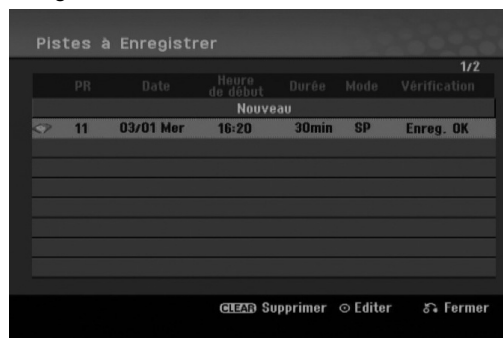 Pistes à Enregistrer
1/2
PR Date Heure de début Durée Mode Vérification
Nouveau
11 03/01 Mer 16:20 30min SP Enreg. OK
CLEAR Supprimer Editer Fermer